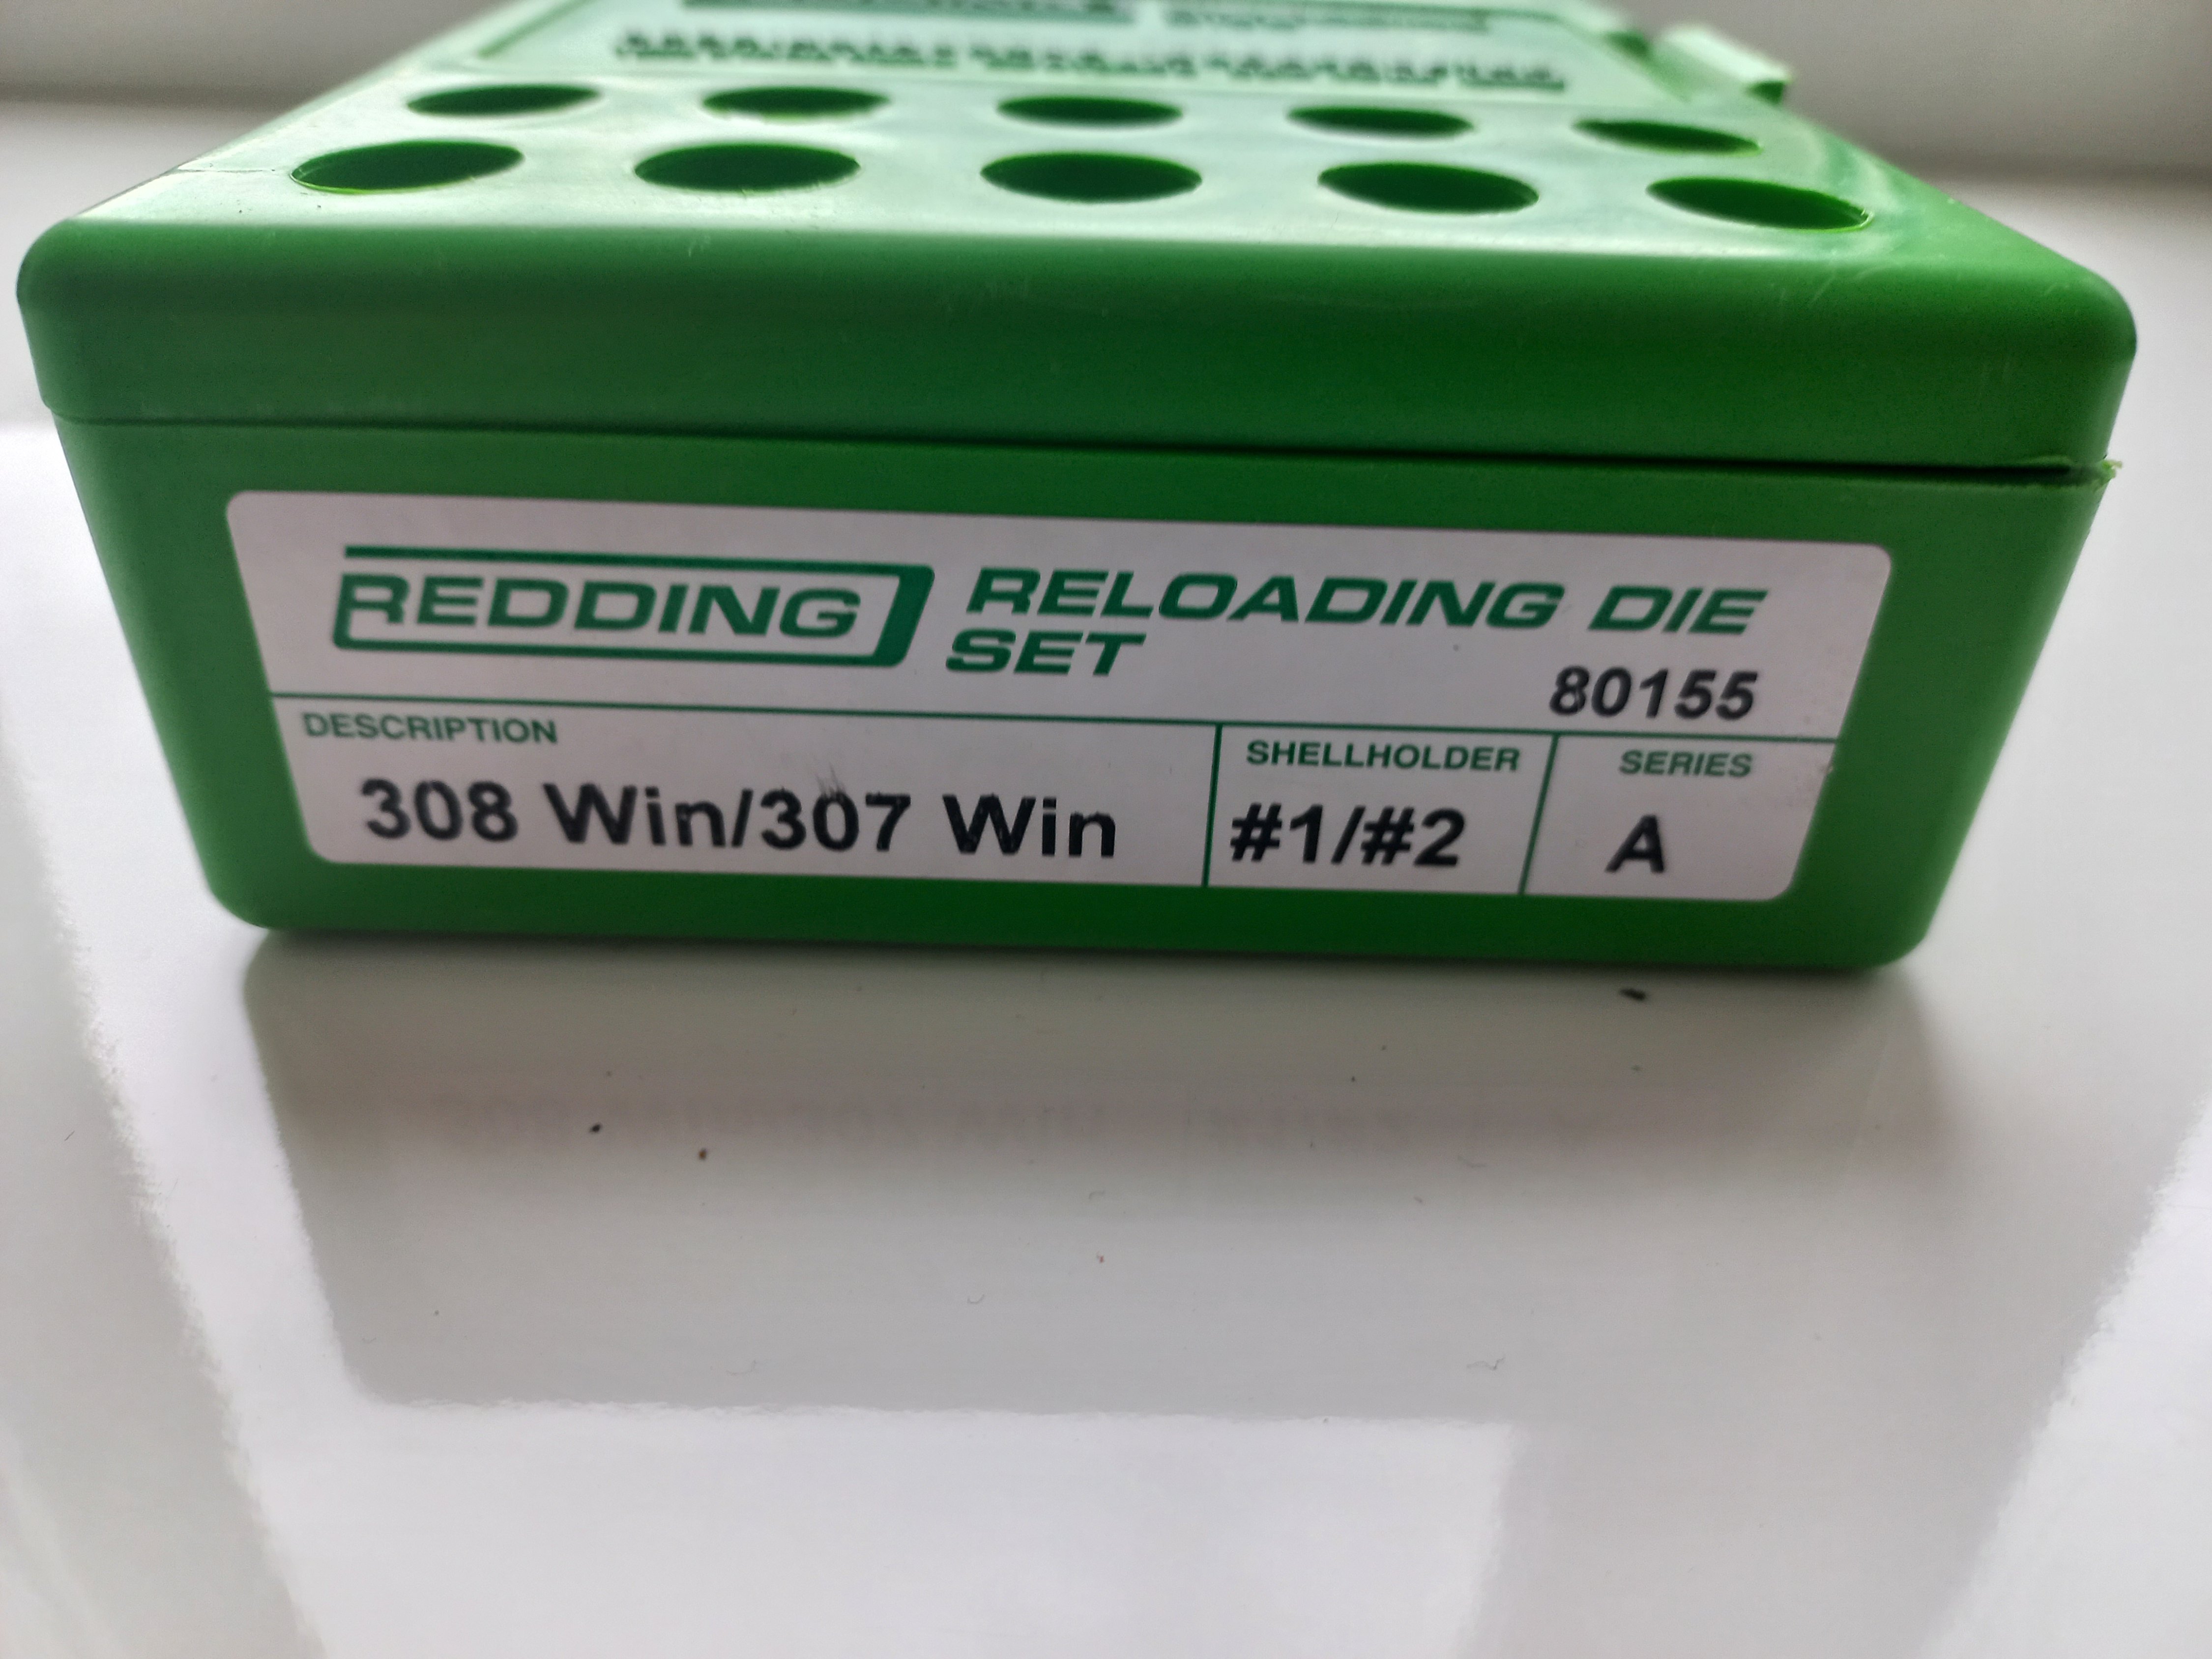 REDDING RELOADING DIE
SET
80155
DESCRIPTION SHELLHOLDER SERIES
308 Win/307 Win #1/#2 A